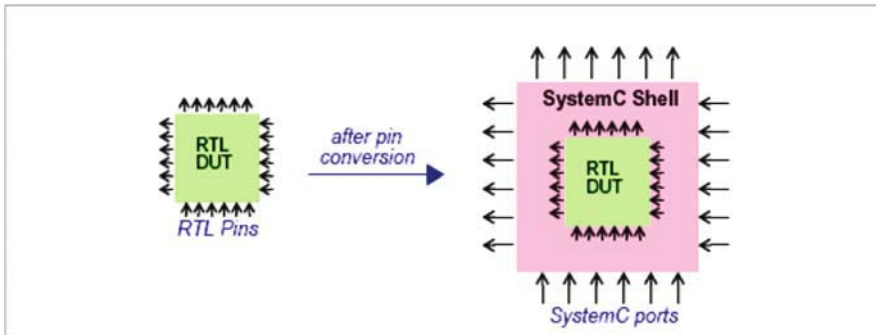 RTL
DUT
RTL Pins
after pin
conversion
SystemC Shell
RTL
DUT
SystemC ports